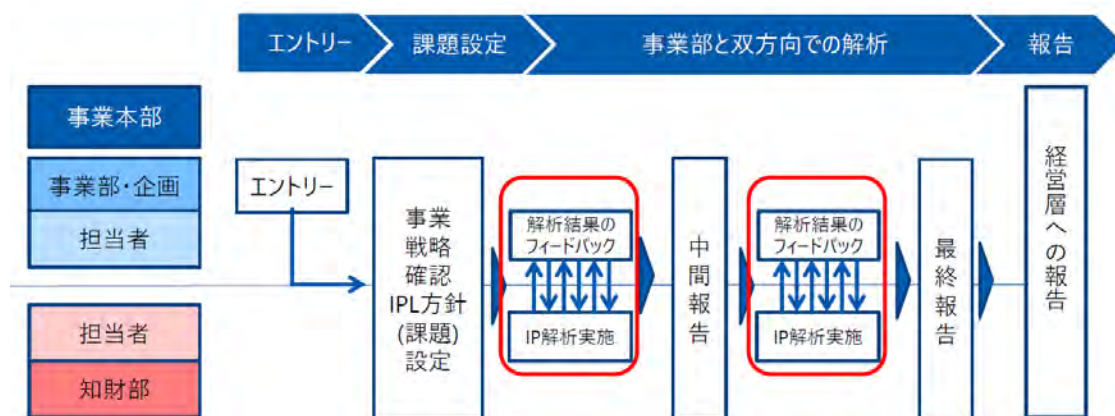 エントリー
課題設定
事業部と双方向での解析
報告
事業本部
事業部・企画
担当者
担当者
知財部
エントリー
事業
戦略
確認
IPL方針
(課題)
設定
解析結果の
フィードバック
IP解析実施
中間報告
解析結果の
フィードバック
IP解析実施
最終報告
経営層への報告